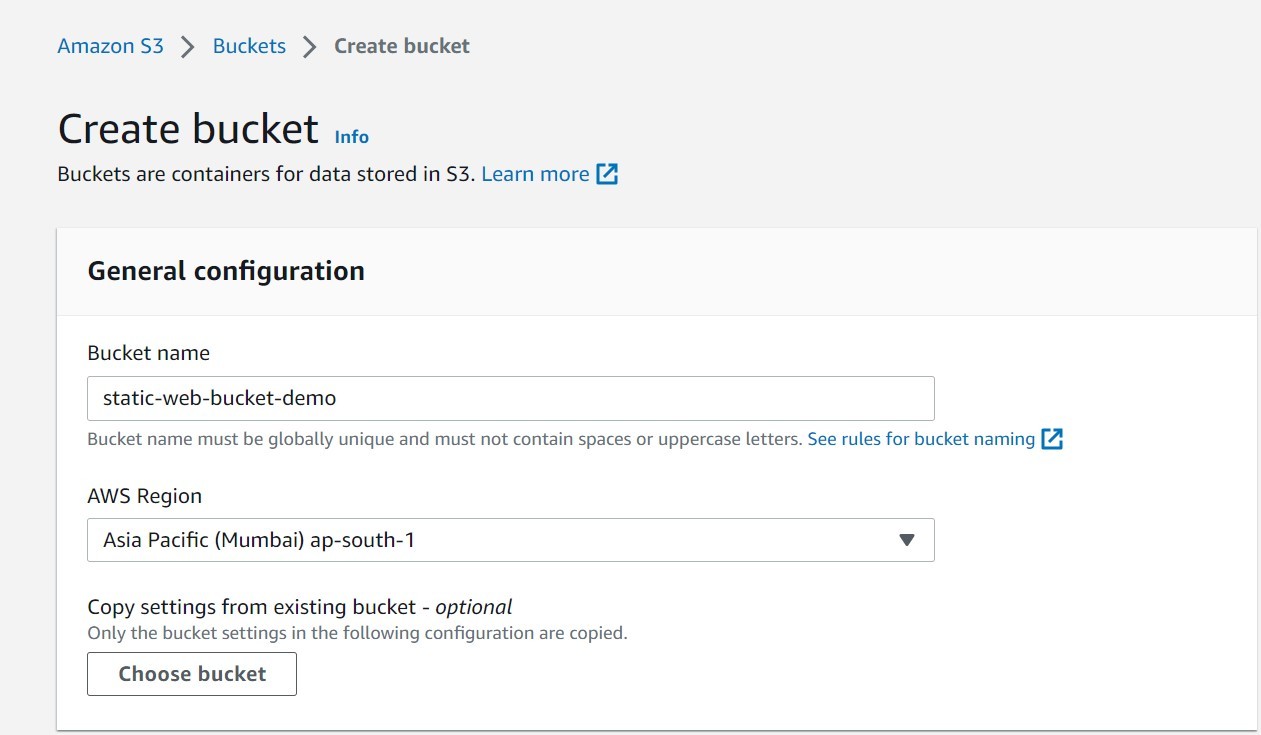 Amazon S3 > Buckets > Create bucket
Create bucket Info
Buckets are containers for data stored in S3. Learn more
General configuration
Bucket name
static-web-bucket-demo
Bucket name must be globally unique and must not contain spaces or uppercase letters. See rules for bucket naming
AWS Region
Asia Pacific (Mumbai) ap-south-1
Copy settings from existing bucket - optional
Only the bucket settings in the following configuration are copied.
Choose bucket